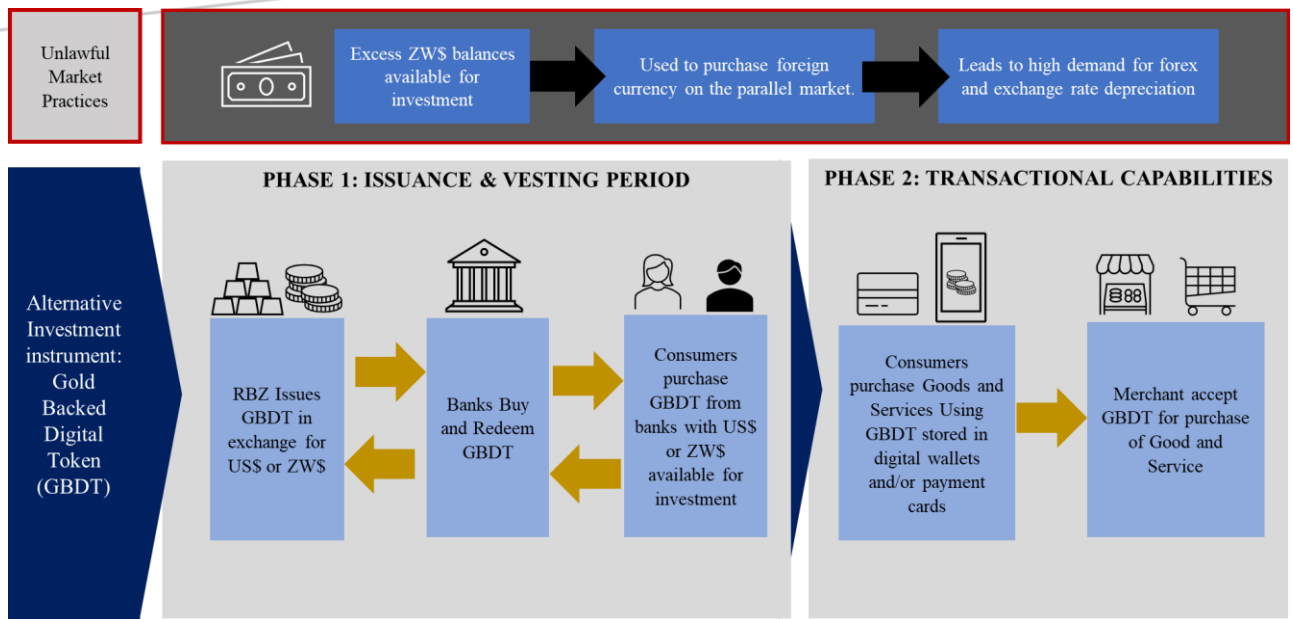 Unlawful
Market
Practices
Excess ZW$ balances
available for
investment
Used to purchase foreign
currency on the parallel market.
Leads to high demand for forex
and exchange rate depreciation
Alternative
Investment
instrument:
Gold
Backed
Digital
Token
(GBDT)
PHASE 1: ISSUANCE & VESTING PERIOD
RBZ Issues
GBDT in
exchange for
US$ or ZW$
Banks Buy
and Redeem
GBDT
Consumers
purchase
GBDT from
banks with US$
or ZW$
available for
investment
PHASE 2: TRANSACTIONAL CAPABILITIES
Consumers
purchase Goods and
Services Using
GBDT stored in
digital wallets
and/or payment
cards
Merchant accept
GBDT for purchase
of Good and
Service